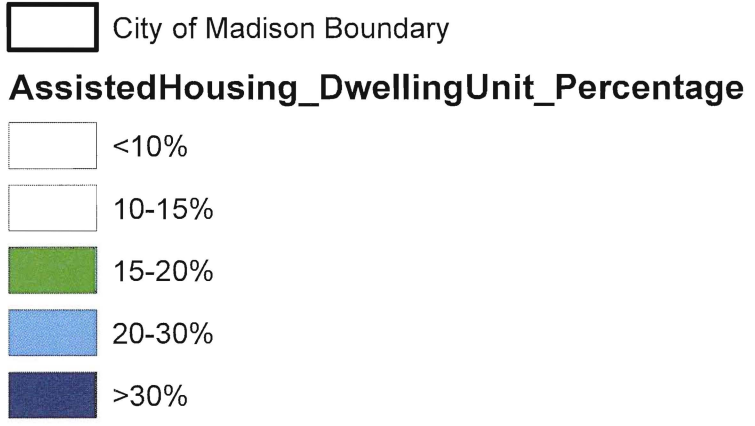 City of Madison Boundary
AssistedHousing_DwellingUnit_Percentage
<10%
10-15%
15-20%
20-30%
>30%